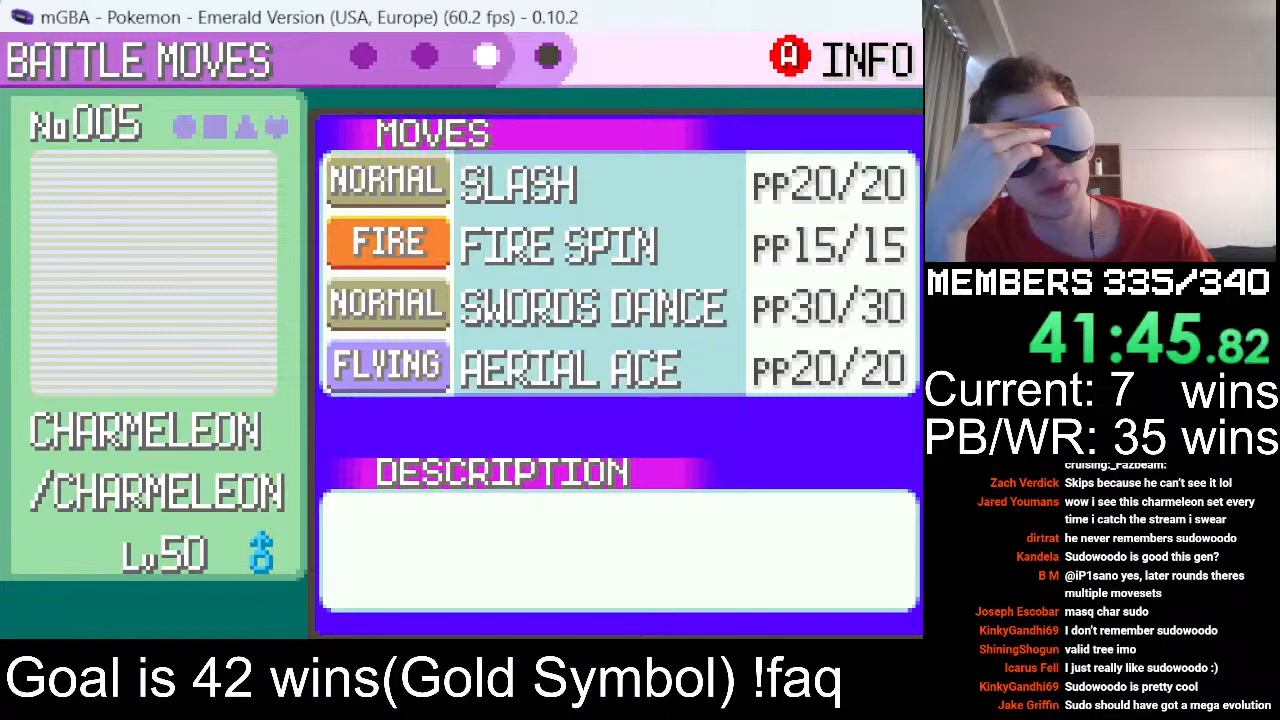 mGBA - Pokemon - Emerald Version (USA, Europe) (60.2 fps) - 0.10.2
BATTLE MOVES
A INFO
No005
MOVES
NORMAL SLASH PP20/20
FIRE FIRE SPIN PP15/15
NORMAL SWORDS DANCE PP30/30
FLYING AERIAL ACE PP20/20
CHARMELEON
/CHARMELEON
Lv50 ♂
DESCRIPTION
MEMBERS 335/340
41:45.82
Current: 7 wins
PB/WR: 35 wins
cruising:_Fazbeam:
Zach Verdick Skips because he can't see it lol
Jared Youmans wow i see this charmeleon set every
time i catch the stream i swear
dirtrat he never remembers sudowoodo
Kandela Sudowoodo is good this gen?
B M @iP1sano yes, later rounds theres
multiple movesets
Joseph Escobar masq char sudo
KinkyGandhi69 I don't remember sudowoodo
ShiningShogun valid tree imo
Icarus Fell I just really like sudowoodo :)
KinkyGandhi69 Sudowoodo is pretty cool
Jake Griffin Sudo should have got a mega evolution
Goal is 42 wins(Gold Symbol) !faq